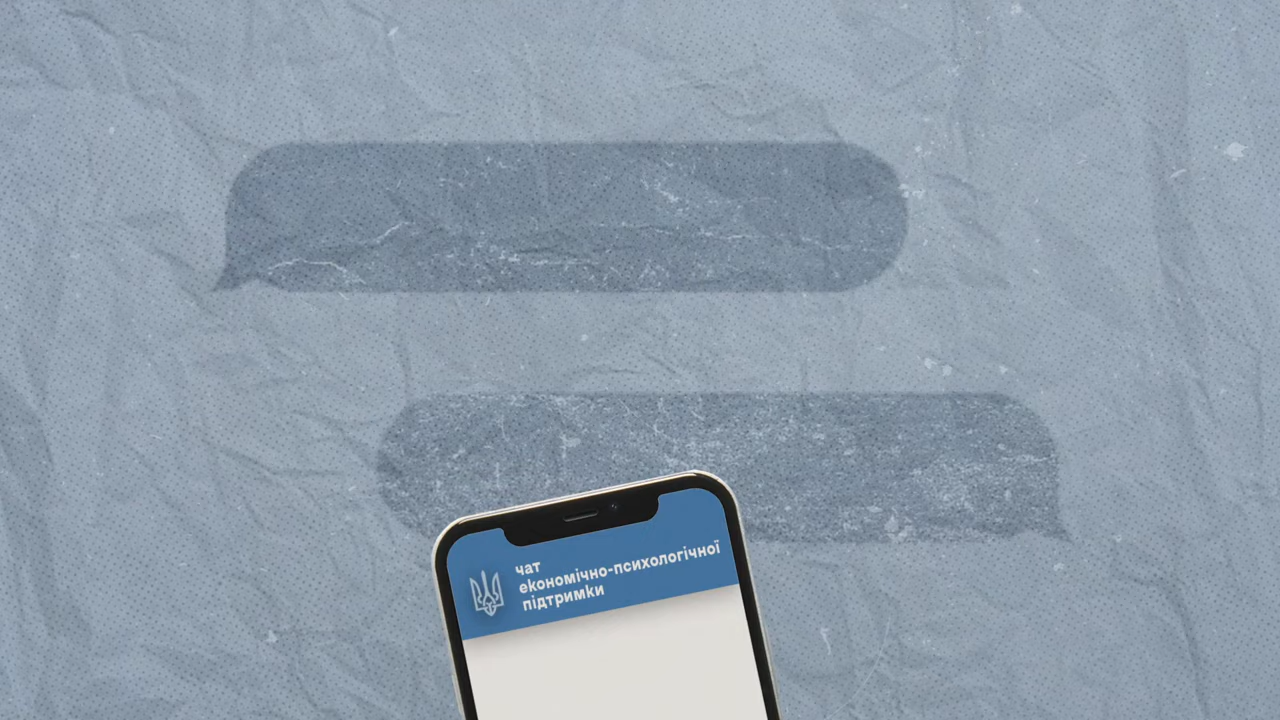 чат
економічно-психологічної
підтримки